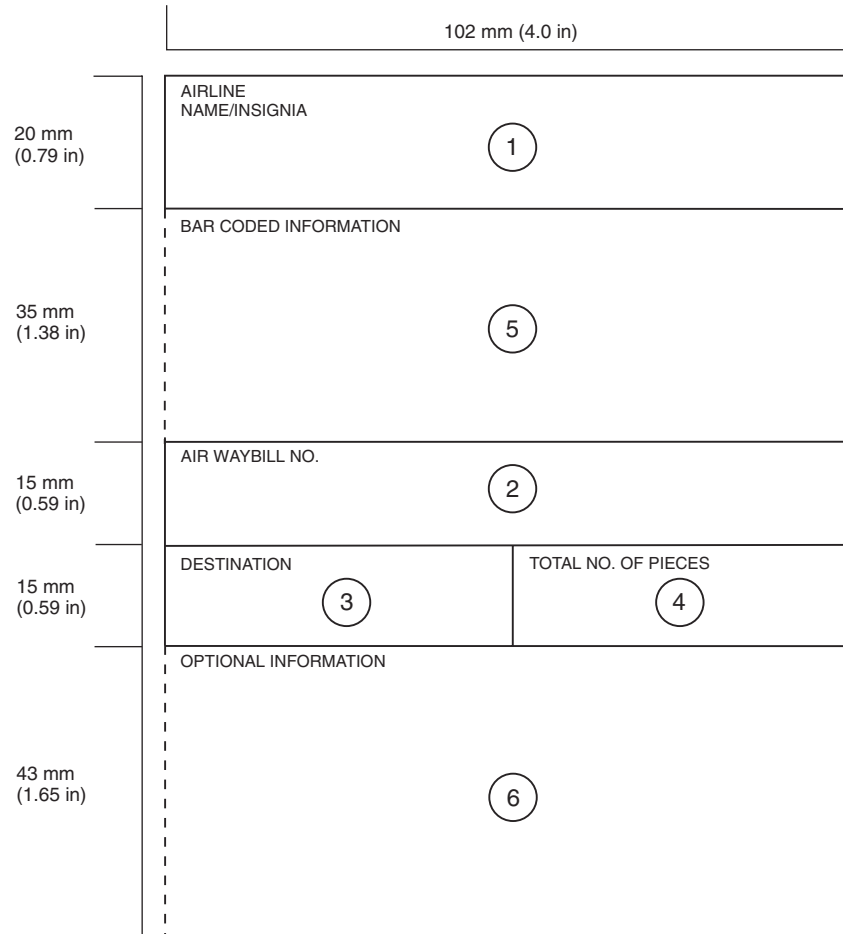 102 mm (4.0 in)
AIRLINE
NAME/INSIGNIA
20 mm
(0.79 in)
1
BAR CODED INFORMATION
35 mm
(1.38 in)
5
AIR WAYBILL NO.
15 mm
(0.59 in)
2
DESTINATION
TOTAL NO. OF PIECES
15 mm
(0.59 in)
3
4
OPTIONAL INFORMATION
43 mm
(1.65 in)
6